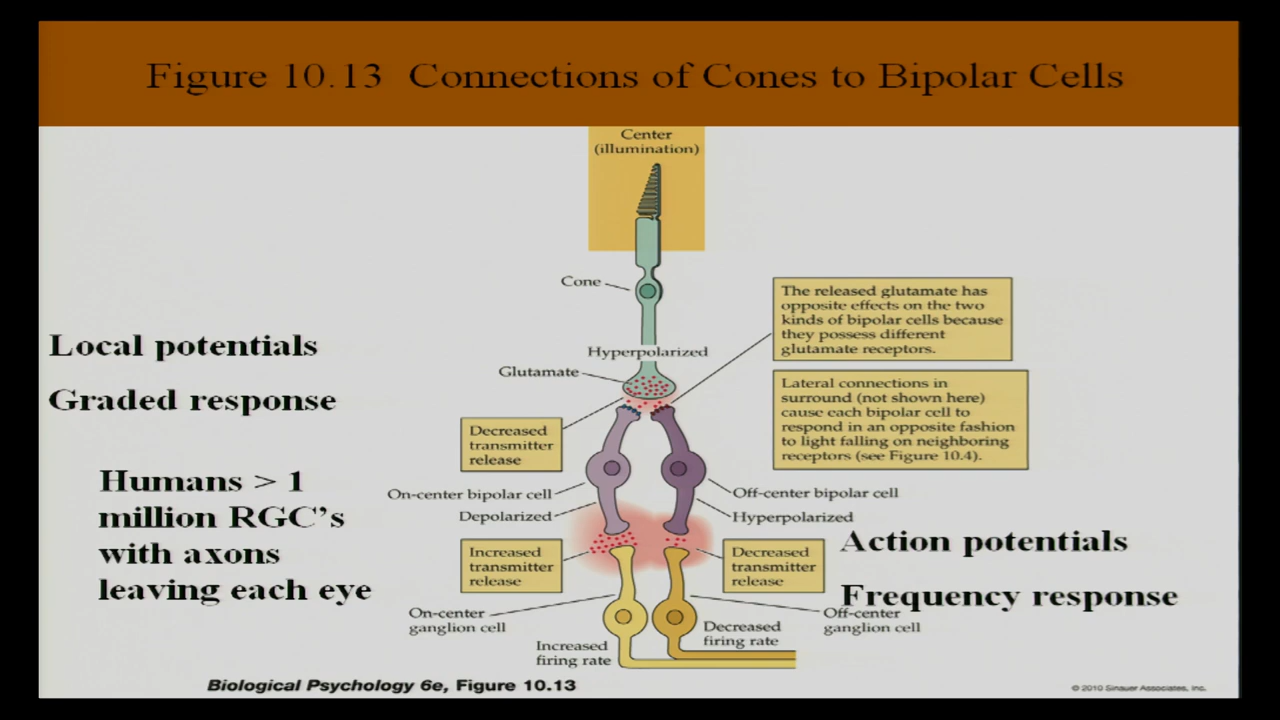 Figure 10.13 Connections of Cones to Bipolar Cells
Center
(illumination)
Cone
The released glutamate has
opposite effects on the two
kinds of bipolar cells because
they possess different
glutamate receptors.
Local potentials
Hyperpolarized
Glutamate
Graded response
Lateral connections in
surround (not shown here)
cause each bipolar cell to
respond in an opposite fashion
to light falling on neighboring
receptors (see Figure 10.4).
Decreased
transmitter
release
Humans > 1
million RGC's
with axons
leaving each eye
On-center bipolar cell
Depolarized
Off-center bipolar cell
Hyperpolarized
Increased
transmitter
release
Decreased
transmitter
release
Action potentials
Frequency response
On-center
ganglion cell
Off-center
ganglion cell
Increased
firing rate
Decreased
firing rate
Biological Psychology 6e, Figure 10.13
© 2010 Sinauer Associates, Inc.